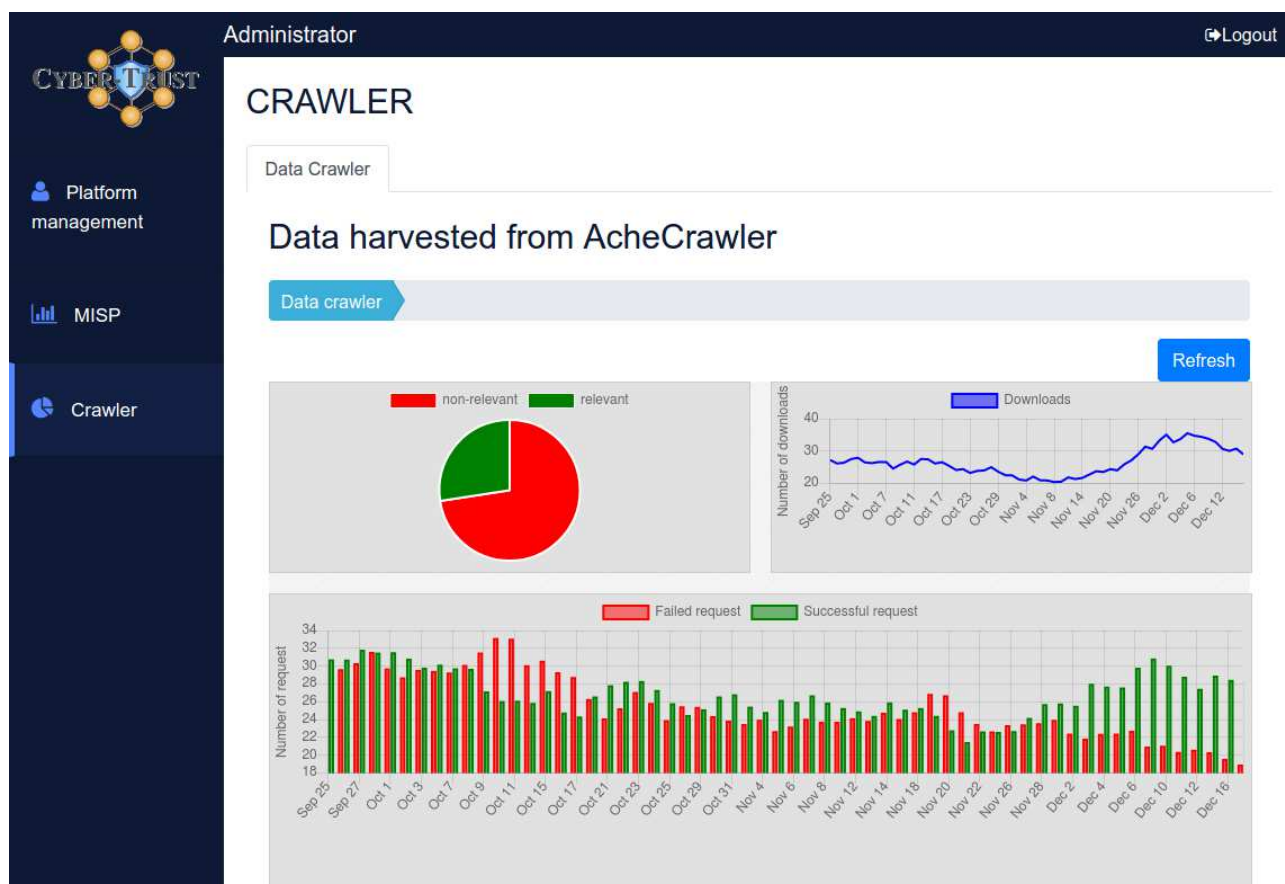 CYBER-TRUST
Administrator
Logout
Platform
management
MISP
Crawler
CRAWLER
Data Crawler
Data harvested from AcheCrawler
Data crawler
Refresh
non-relevant relevant
Downloads
Number of downloads
40
30
20
Sep 25 Oct 1 Oct 7 Oct 11 Oct 17 Oct 23 Oct 29 Nov 4 Nov 8 Nov 14 Nov 20 Nov 26 Dec 2 Dec 6 Dec 12
Failed request Successful request
Number of request
34
32
30
28
26
24
22
20
18
Sep 25 Sep 27 Oct 1 Oct 3 Oct 7 Oct 9 Oct 11 Oct 15 Oct 17 Oct 21 Oct 23 Oct 25 Oct 29 Oct 31 Nov 4 Nov 6 Nov 8 Nov 12 Nov 14 Nov 18 Nov 20 Nov 22 Nov 26 Nov 28 Dec 2 Dec 4 Dec 6 Dec 10 Dec 12 Dec 16